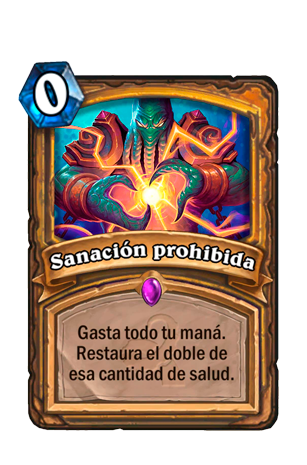 0
Sanación prohibida
Gasta todo tu maná.
Restaura el doble de
esa cantidad de salud.